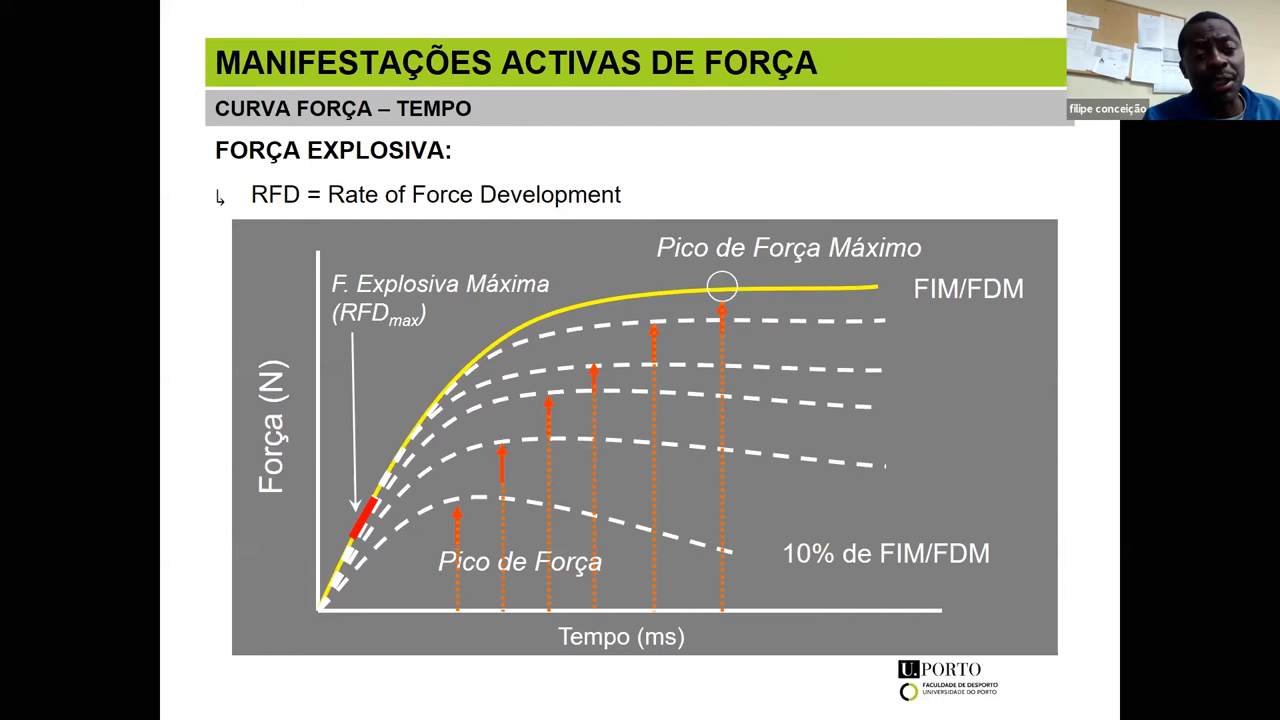 MANIFESTAÇÕES ACTIVAS DE FORÇA
filipe conceição
CURVA FORÇA – TEMPO
FORÇA EXPLOSIVA:
↳ RFD = Rate of Force Development
Pico de Força Máximo
F. Explosiva Máxima
(RFDmax)
FIM/FDM
Força (N)
10% de FIM/FDM
Pico de Força
Tempo (ms)
U.PORTO
FACULDADE DE DESPORTO
UNIVERSIDADE DO PORTO